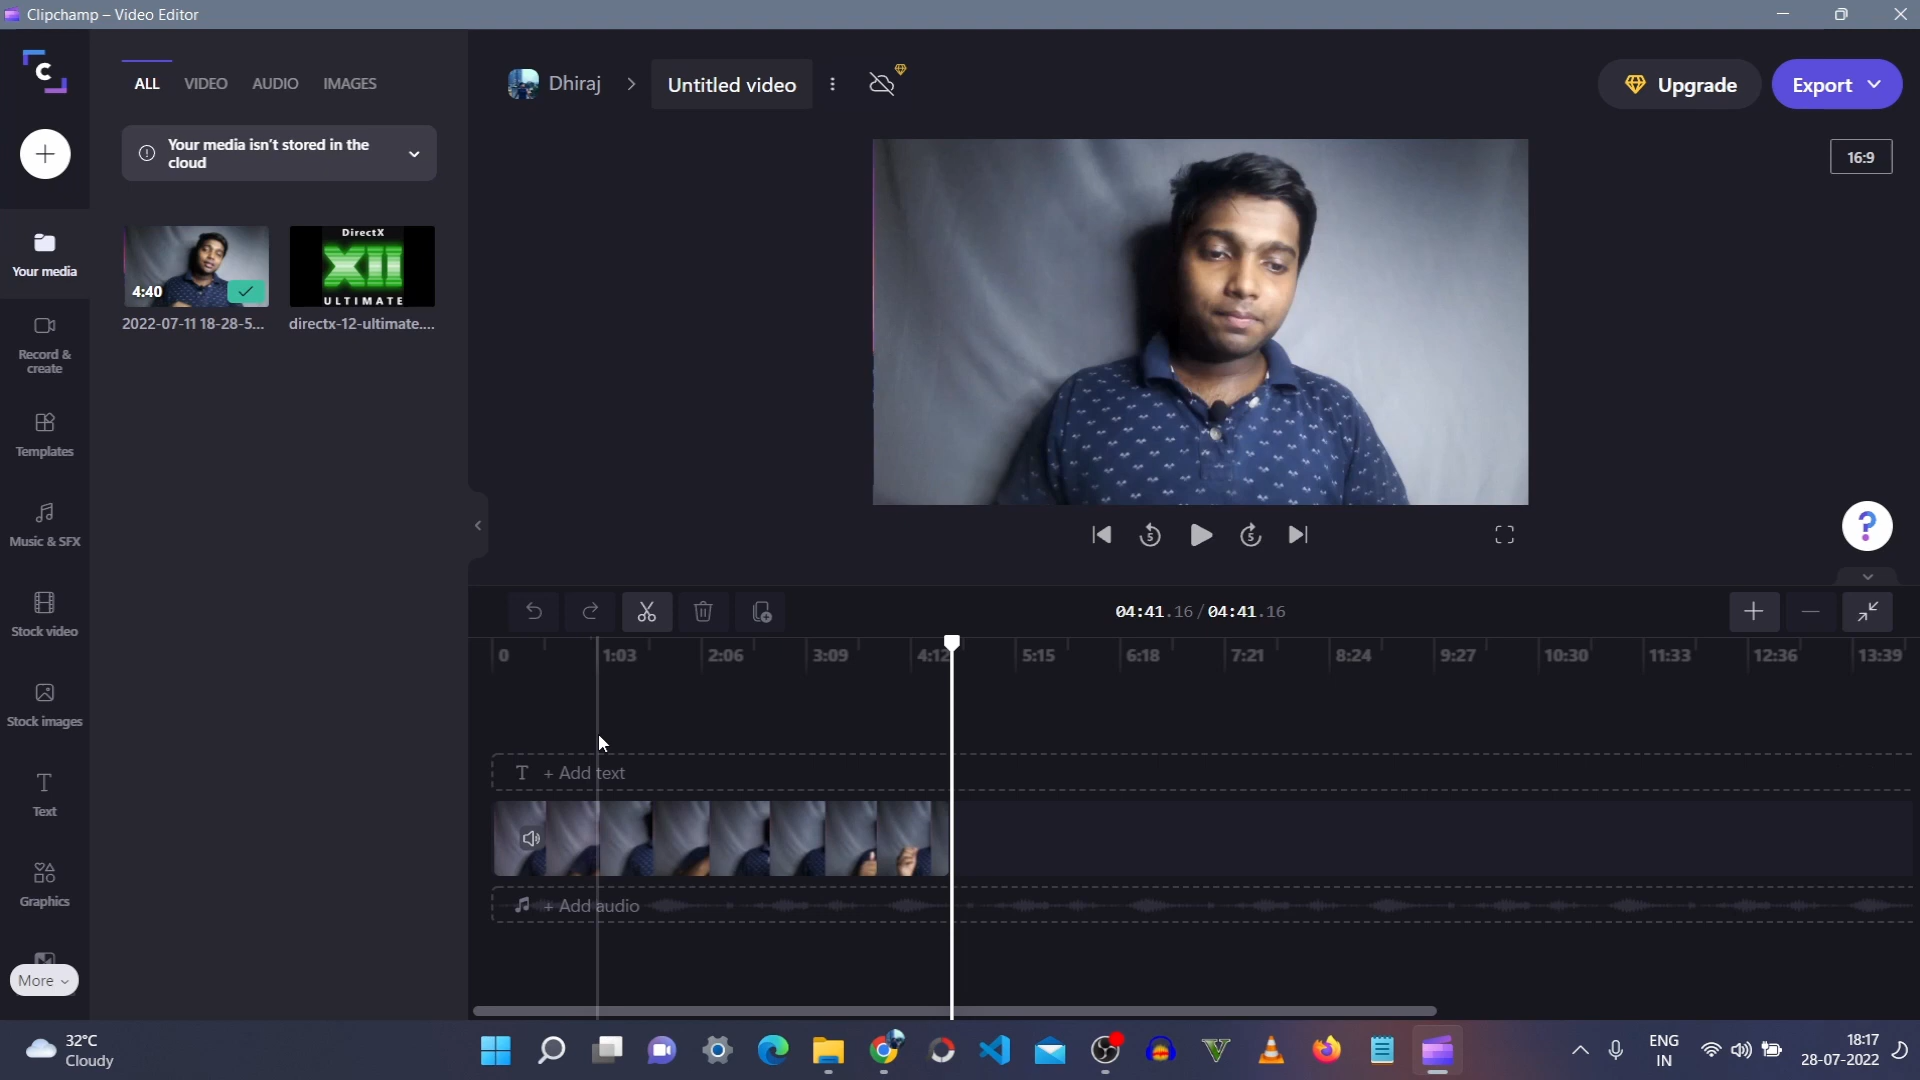 Clipchamp – Video Editor
ALL VIDEO AUDIO IMAGES
Dhiraj
Untitled video
Upgrade
Export
Your media isn't stored in the
cloud
16:9
4:40
DirectX
XII
ULTIMATE
2022-07-11 18-28-5...
directx-12-ultimate....
Your media
Record &
create
Templates
Music & SFX
Stock video
Stock images
Text
Graphics
More
5
5
?
04:41.16 / 04:41.16
0 1:03 2:06 3:09 4:12 5:15 6:18 7:21 8:24 9:27 10:30 11:33 12:36 13:39
T + Add text
+ Add audio
32°C
Cloudy
ENG
IN
18:17
28-07-2022